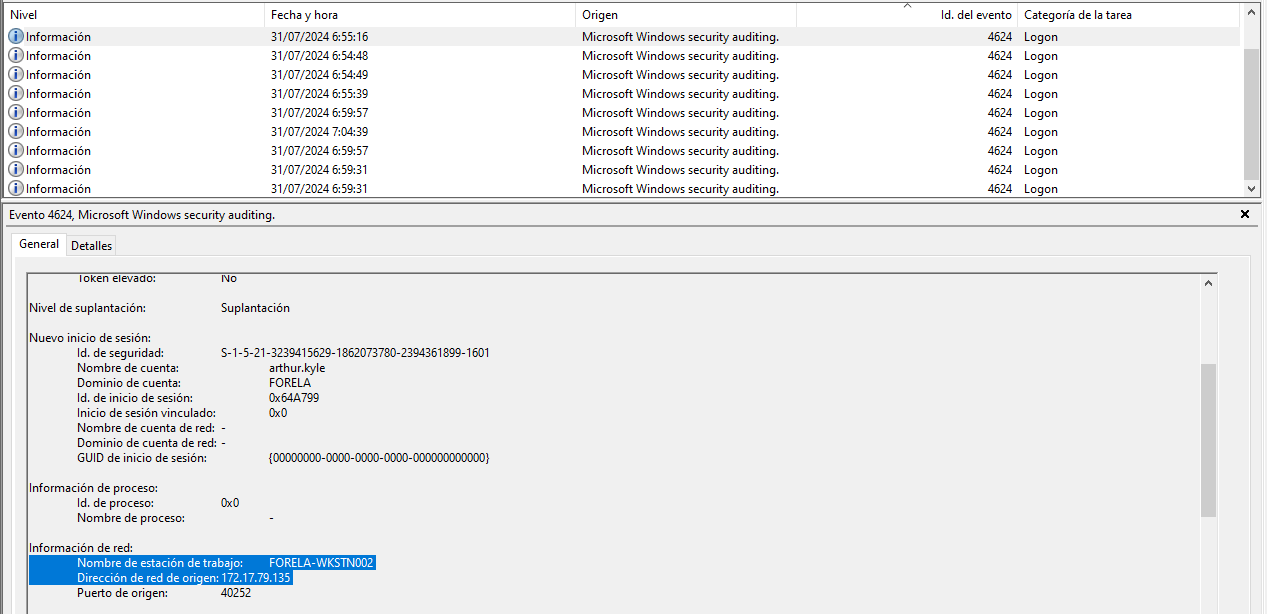 Nivel Fecha y hora Origen Id. del evento Categoría de la tarea
Información 31/07/2024 6:55:16 Microsoft Windows security auditing. 4624 Logon
Información 31/07/2024 6:54:48 Microsoft Windows security auditing. 4624 Logon
Información 31/07/2024 6:54:49 Microsoft Windows security auditing. 4624 Logon
Información 31/07/2024 6:55:39 Microsoft Windows security auditing. 4624 Logon
Información 31/07/2024 6:59:57 Microsoft Windows security auditing. 4624 Logon
Información 31/07/2024 7:04:39 Microsoft Windows security auditing. 4624 Logon
Información 31/07/2024 6:59:57 Microsoft Windows security auditing. 4624 Logon
Información 31/07/2024 6:59:31 Microsoft Windows security auditing. 4624 Logon
Información 31/07/2024 6:59:31 Microsoft Windows security auditing. 4624 Logon
Evento 4624, Microsoft Windows security auditing.
General Detalles
Token elevado: No
Nivel de suplantación: Suplantación
Nuevo inicio de sesión:
Id. de seguridad: S-1-5-21-3239415629-1862073780-2394361899-1601
Nombre de cuenta: arthur.kyle
Dominio de cuenta: FORELA
Id. de inicio de sesión: 0x64A799
Inicio de sesión vinculado: 0x0
Nombre de cuenta de red: -
Dominio de cuenta de red: -
GUID de inicio de sesión: {00000000-0000-0000-0000-000000000000}
Información de proceso:
Id. de proceso: 0x0
Nombre de proceso: -
Información de red:
Nombre de estación de trabajo: FORELA-WKSTN002
Dirección de red de origen: 172.17.79.135
Puerto de origen: 40252